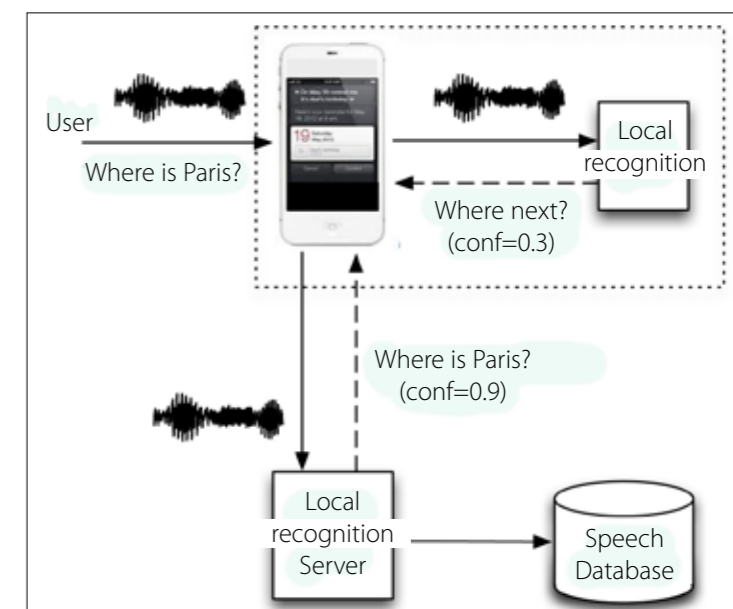 User
Where is Paris?
Local
recognition
Where next?
(conf=0.3)
19
Where is Paris?
(conf=0.9)
Local
recognition
Server
Speech
Database